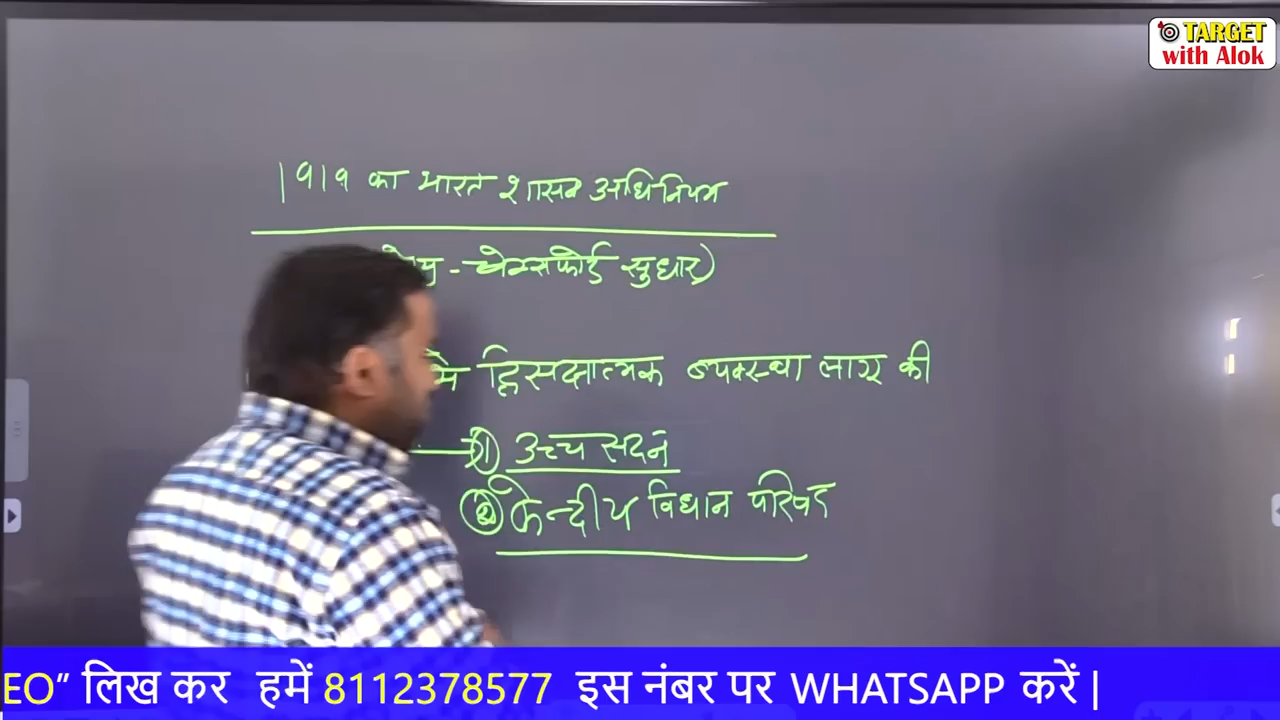 TARGET
with Alok
1919 का भारत शासन अधिनियम
- चेम्सफोर्ड सुधार)
मे द्विसदनात्मक व्यवस्था लागू की
① उच्च सदन
② केन्द्रीय विधान परिषद
EO” लिख कर हमें 8112378577 इस नंबर पर WHATSAPP करें |